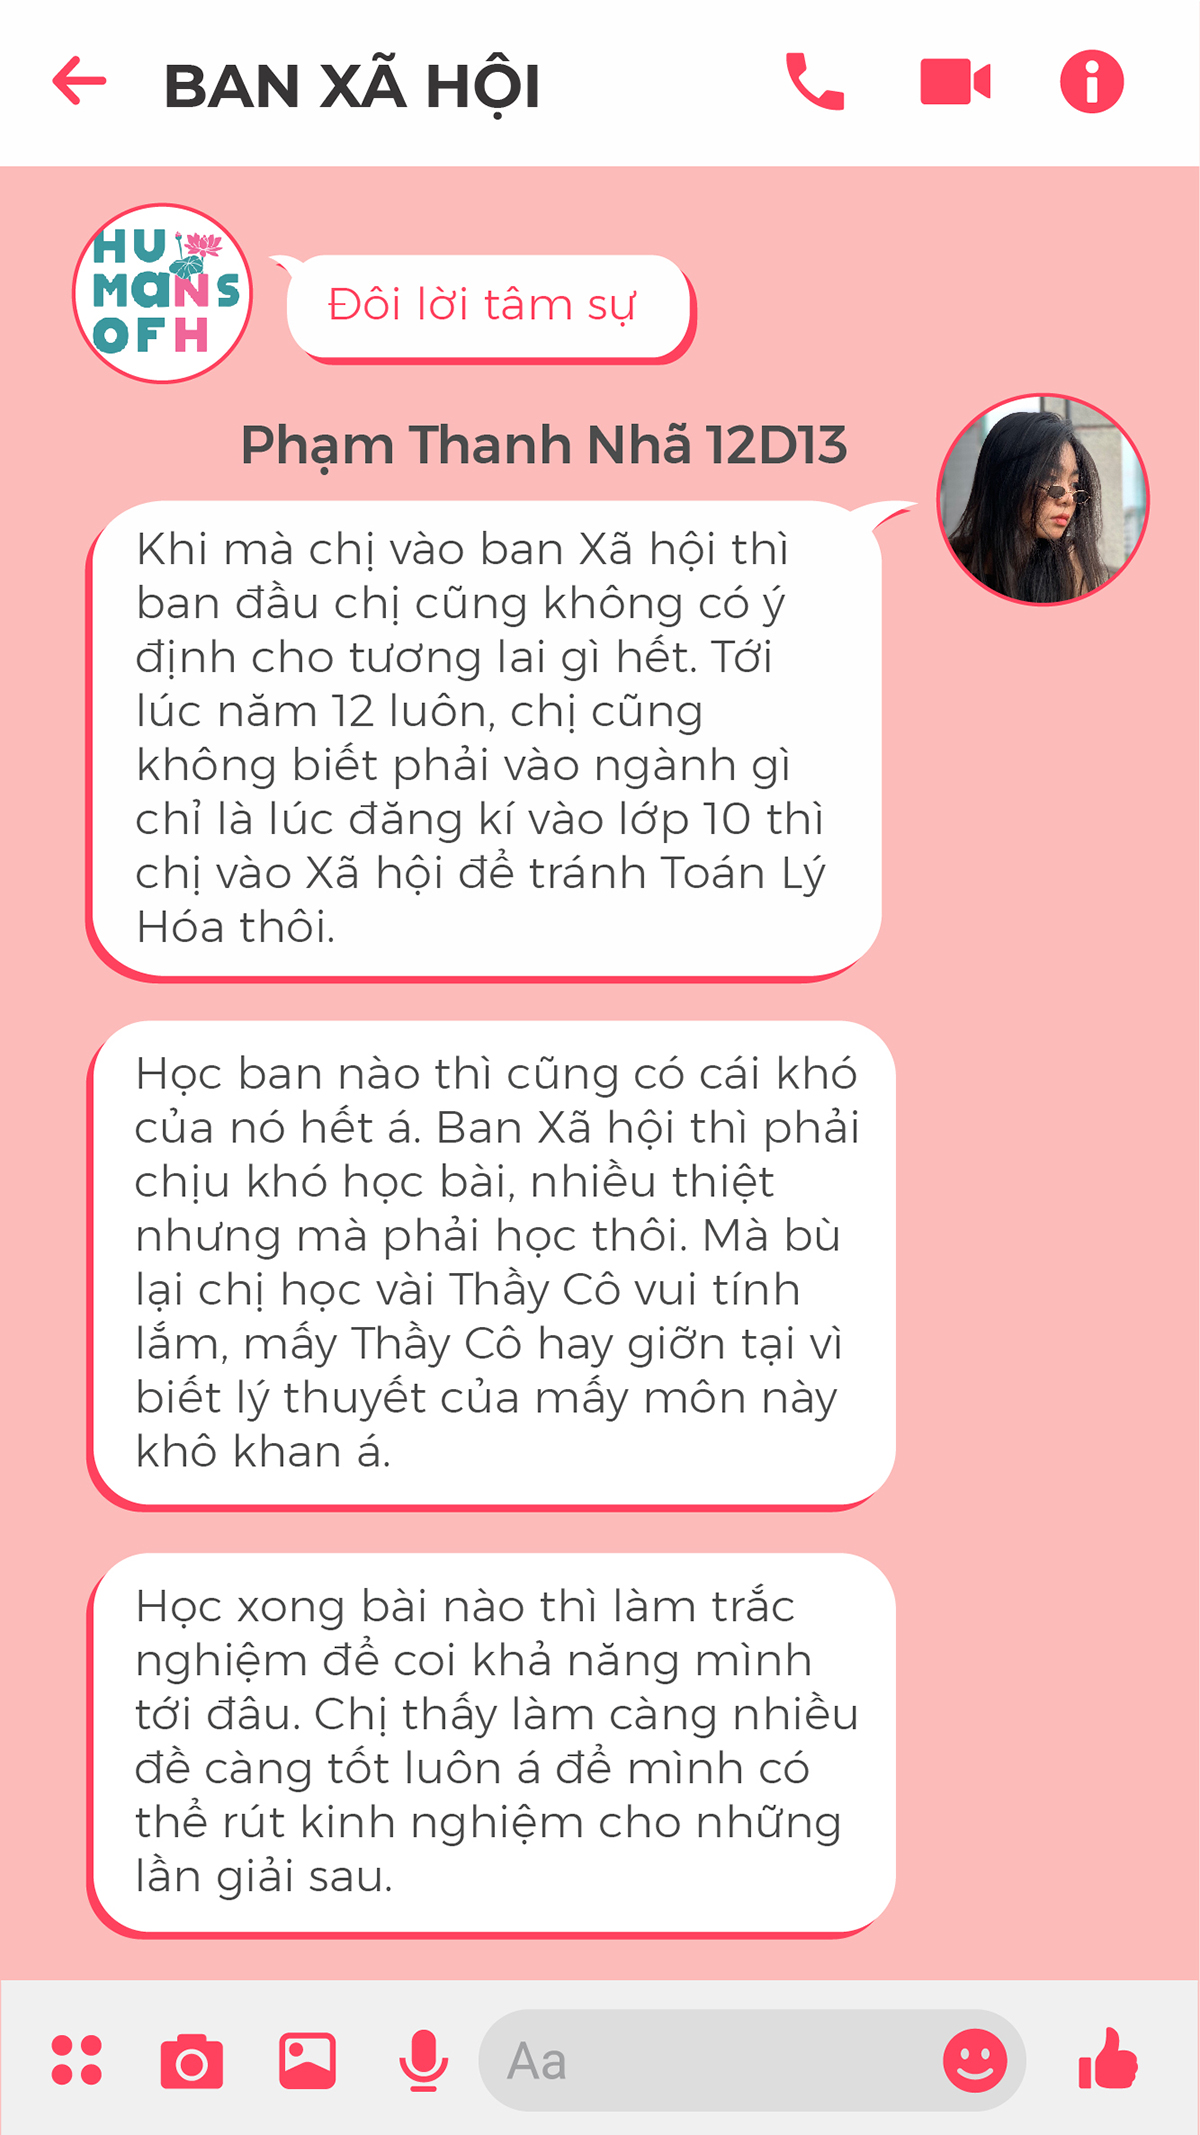 BAN XÃ HỘI
HU
MaNS
OF H
Đôi lời tâm sự
Phạm Thanh Nhã 12D13
Khi mà chị vào ban Xã hội thì
ban đầu chị cũng không có ý
định cho tương lai gì hết. Tới
lúc năm 12 luôn, chị cũng
không biết phải vào ngành gì
chỉ là lúc đăng kí vào lớp 10 thì
chị vào Xã hội để tránh Toán Lý
Hóa thôi.
Học ban nào thì cũng có cái khó
của nó hết á. Ban Xã hội thì phải
chịu khó học bài, nhiều thiệt
nhưng mà phải học thôi. Mà bù
lại chị học vài Thầy Cô vui tính
lắm, mấy Thầy Cô hay giỡn tại vì
biết lý thuyết của mấy môn này
khô khan á.
Học xong bài nào thì làm trắc
nghiệm để coi khả năng mình
tới đâu. Chị thấy làm càng nhiều
đề càng tốt luôn á để mình có
thể rút kinh nghiệm cho những
lần giải sau.
Aa